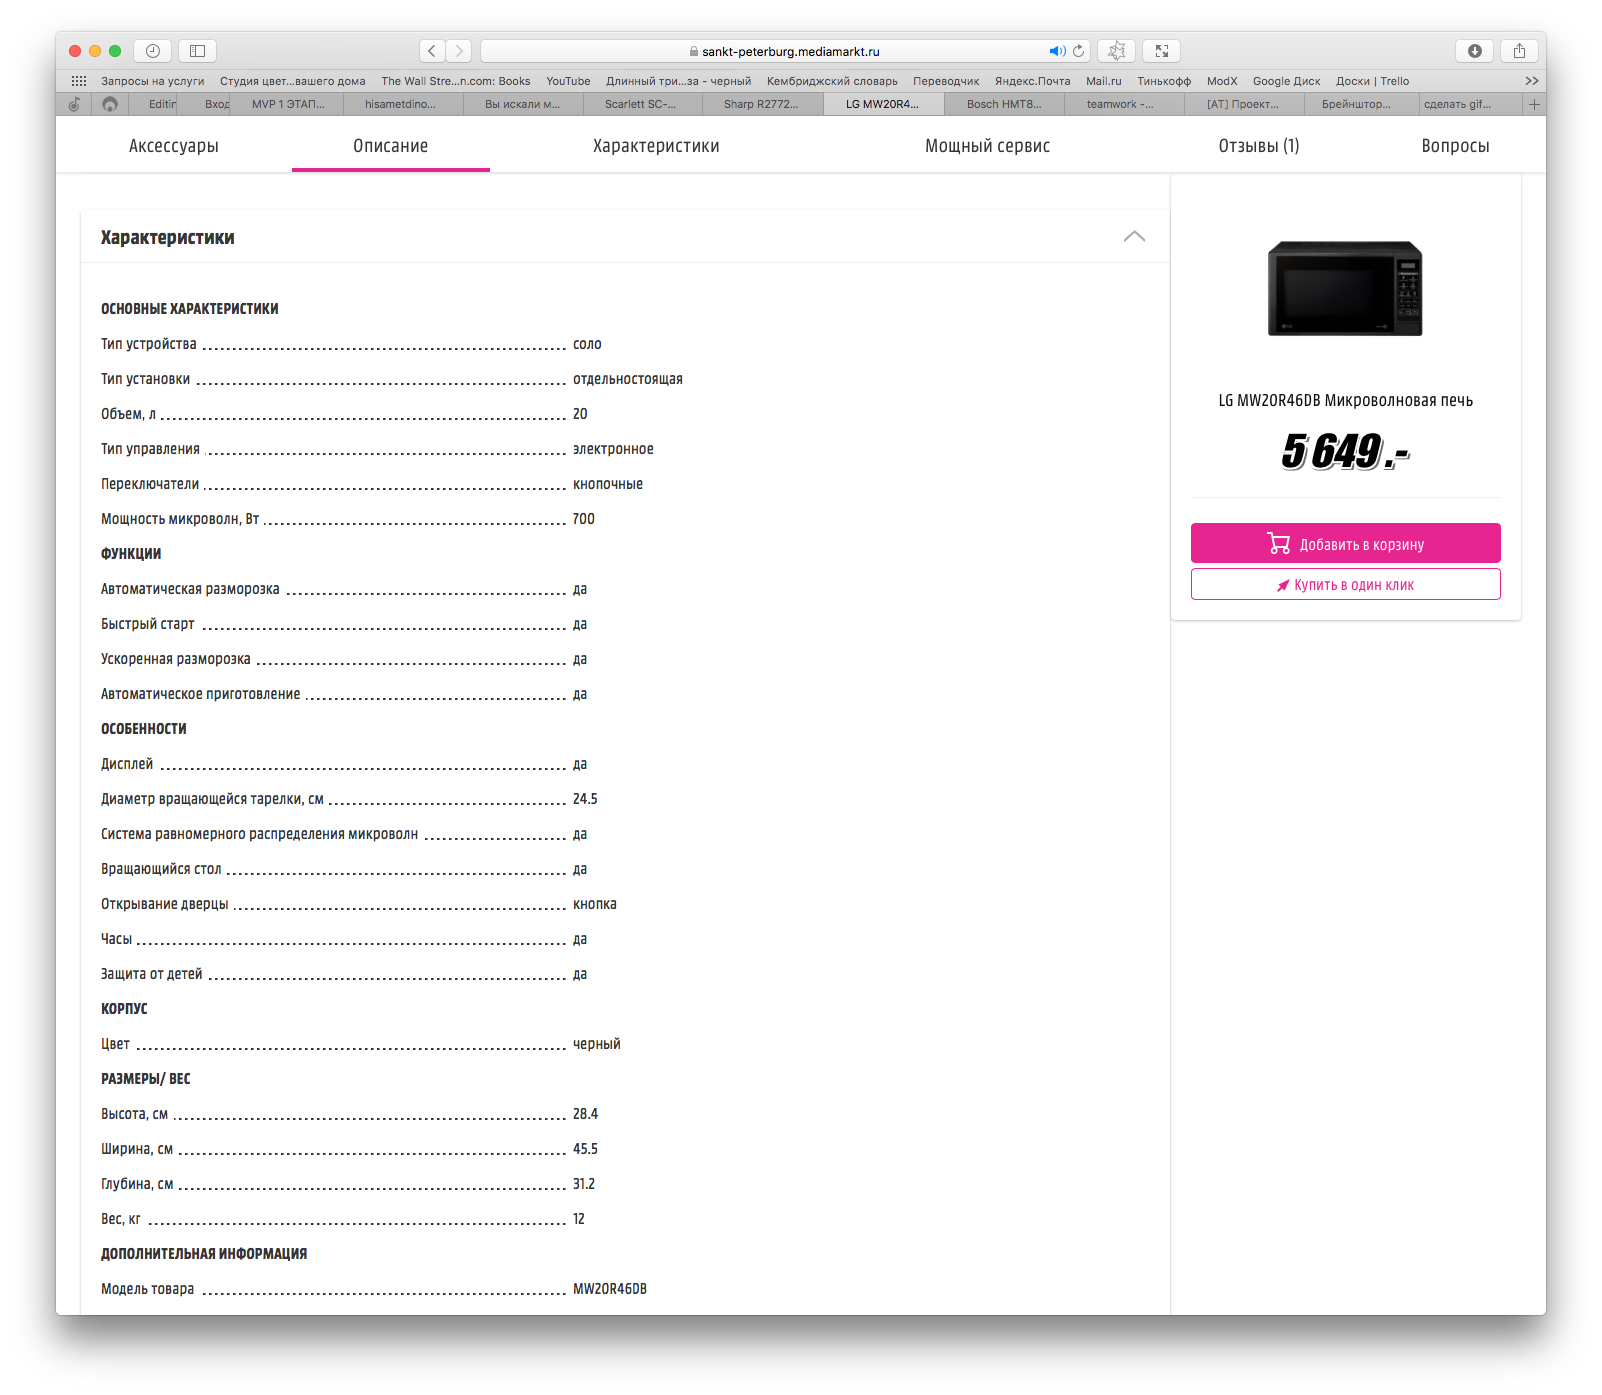 sankt-peterburg.mediamarkt.ru
Запросы на услуги Студия цвет...вашего дома The Wall Stre...n.com: Books YouTube Длинный три...за - черный Кембриджский словарь Переводчик Яндекс.Почта Mail.ru Тинькофф ModX Google Диск Доски | Trello
Editin Вход MVP 1 ЭТАП... hisametdino... Вы искали м... Scarlett SC-... Sharp R2772... LG MW20R4... Bosch HMT8... teamwork -... [AT] Проект... Брейнштор... сделать gif...
Аксессуары Описание Характеристики Мощный сервис Отзывы (1) Вопросы
Характеристики
ОСНОВНЫЕ ХАРАКТЕРИСТИКИ
Тип устройства соло
Тип установки отдельностоящая
Объем, л 20
Тип управления электронное
Переключатели кнопочные
Мощность микроволн, Вт 700
ФУНКЦИИ
Автоматическая разморозка да
Быстрый старт да
Ускоренная разморозка да
Автоматическое приготовление да
ОСОБЕННОСТИ
Дисплей да
Диаметр вращающейся тарелки, см 24.5
Система равномерного распределения микроволн да
Вращающийся стол да
Открывание дверцы кнопка
Часы да
Защита от детей да
КОРПУС
Цвет черный
РАЗМЕРЫ/ ВЕС
Высота, см 28.4
Ширина, см 45.5
Глубина, см 31.2
Вес, кг 12
ДОПОЛНИТЕЛЬНАЯ ИНФОРМАЦИЯ
Модель товара MW20R46DB
LG MW20R46DB Микроволновая печь
5 649.-
Добавить в корзину
Купить в один клик